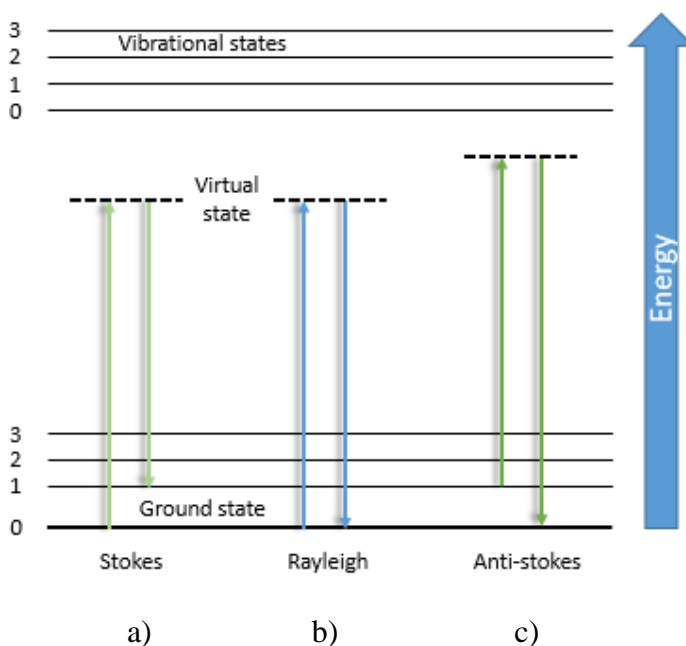 3
Vibrational states
2
1
0
Virtual
state
Energy
3
2
1
Ground state
0
Stokes
Rayleigh
Anti-stokes
a)
b)
c)